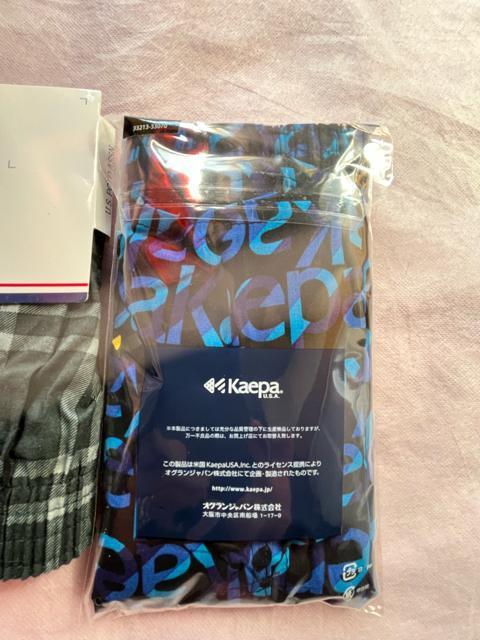 L
33213-3307U
Kaepa
Kaepa®
U.S.A.
※本製品につきましては充分な品質管理の下に生産検品しておりますが、
万一不良品の際は、お買上げ店にてお取替え致します。
この製品は米国 KaepaUSA,Inc. とのライセンス提携により
オグランジャパン株式会社にて企画・製造されたものです。
http://www.kaepa.jp/
オグランジャパン株式会社
大阪市中央区南船場 1-17-9